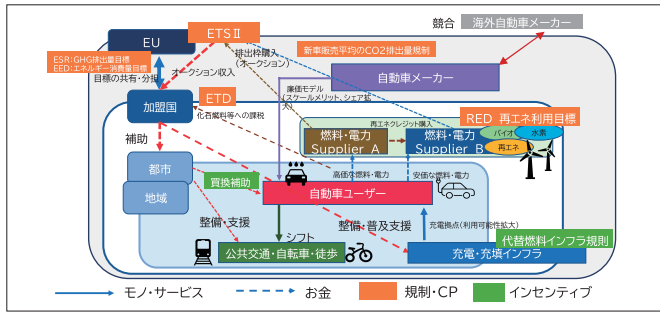 競合
海外自動車メーカー
EU
ETSⅡ
ESR：GHG排出量目標
EED：エネルギー消費量目標
目標の共有・分担
排出枠購入
（オークション）
オークション収入
新車販売平均のCO2排出量規制
自動車メーカー
廉価モデル
（スケールメリット、シェア拡
大）
加盟国
ETD
化石燃料等への課税
再エネクレジット購入
RED 再エネ利用目標
燃料・電力
Supplier A
燃料・電力
Supplier B
バイオ
水素
再エネ
補助
都市
地域
買換補助
高価な燃料・電力
安価な燃料・電力
自動車ユーザー
整備・支援
シフト
整備・普及支援
充電拠点（利用可能性拡大）
代替燃料インフラ規則
公共交通・自転車・徒歩
充電・充填インフラ
モノ・サービス
お金
規制・CP
インセンティブ